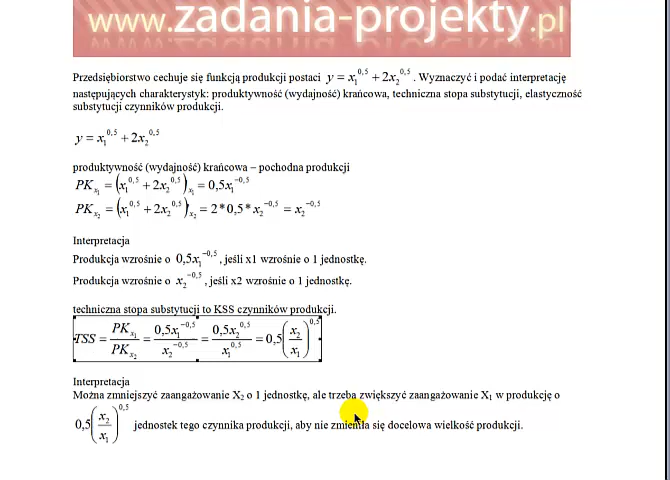 www.zadania-projekty.pl
Przedsiębiorstwo cechuje się funkcją produkcji postaci y = x₁^0,5 + 2x₂^0,5 . Wyznaczyć i podać interpretację
następujących charakterystyk: produktywność (wydajność) krańcowa, techniczna stopa substytucji, elastyczność
substytucji czynników produkcji.
y = x₁^0,5 + 2x₂^0,5
produktywność (wydajność) krańcowa – pochodna produkcji
PK_x₁ = (x₁^0,5 + 2x₂^0,5)_x₁ = 0,5x₁^−0,5
PK_x₂ = (x₁^0,5 + 2x₂^0,5)_x₂ = 2*0,5*x₂^−0,5 = x₂^−0,5
Interpretacja
Produkcja wzrośnie o 0,5x₁^−0,5 , jeśli x1 wzrośnie o 1 jednostkę.
Produkcja wzrośnie o x₂^−0,5 , jeśli x2 wzrośnie o 1 jednostkę.
techniczna stopa substytucji to KSS czynników produkcji.
TSS = PK_x₁/PK_x₂ = 0,5x₁^−0,5/x₂^−0,5 = 0,5x₂^0,5/x₁^0,5 = 0,5(x₂/x₁)^0,5
Interpretacja
Można zmniejszyć zaangażowanie X₂ o 1 jednostkę, ale trzeba zwiększyć zaangażowanie X₁ w produkcję o
0,5(x₂/x₁)^0,5 jednostek tego czynnika produkcji, aby nie zmieniła się docelowa wielkość produkcji.